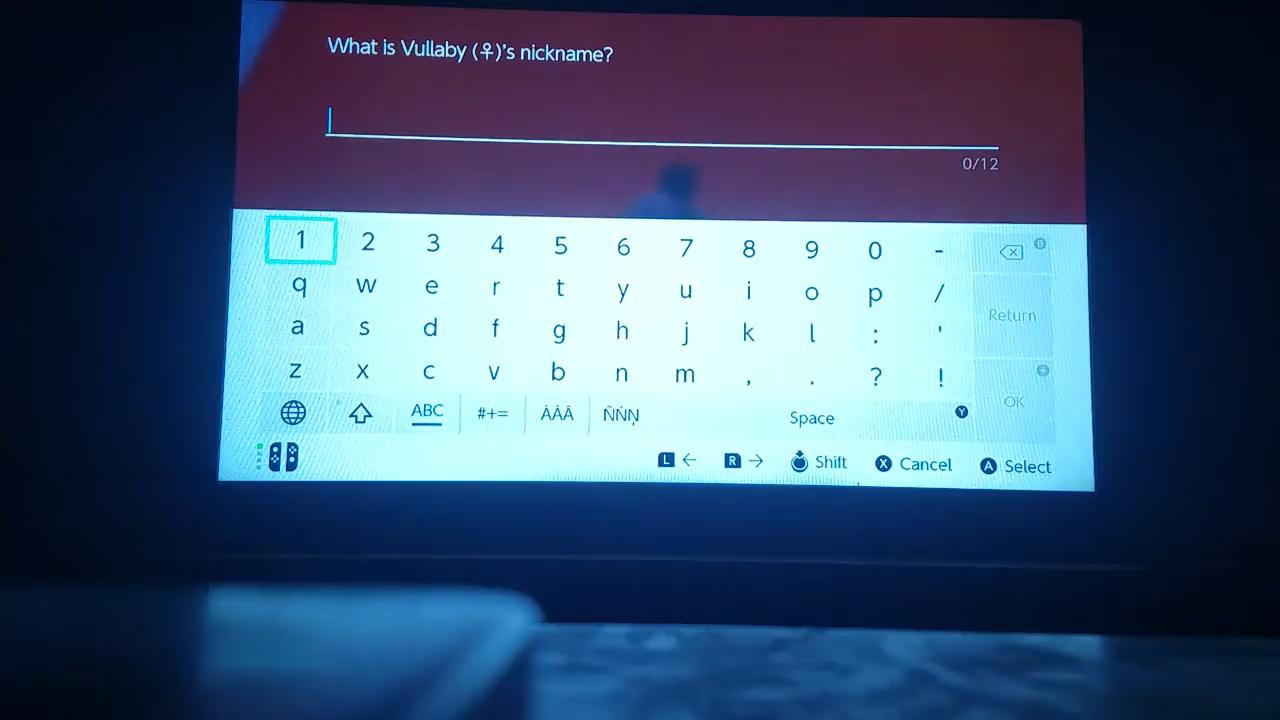 What is Vullaby (♀)'s nickname?
0/12
1 2 3 4 5 6 7 8 9 0 -
q w e r t y u i o p / Return
a s d f g h j k l : '
z x c v b n m , . ? ! OK
ABC #+= ÀÁÂ ÑŃŅ Space Y
L ← R → Shift X Cancel A Select